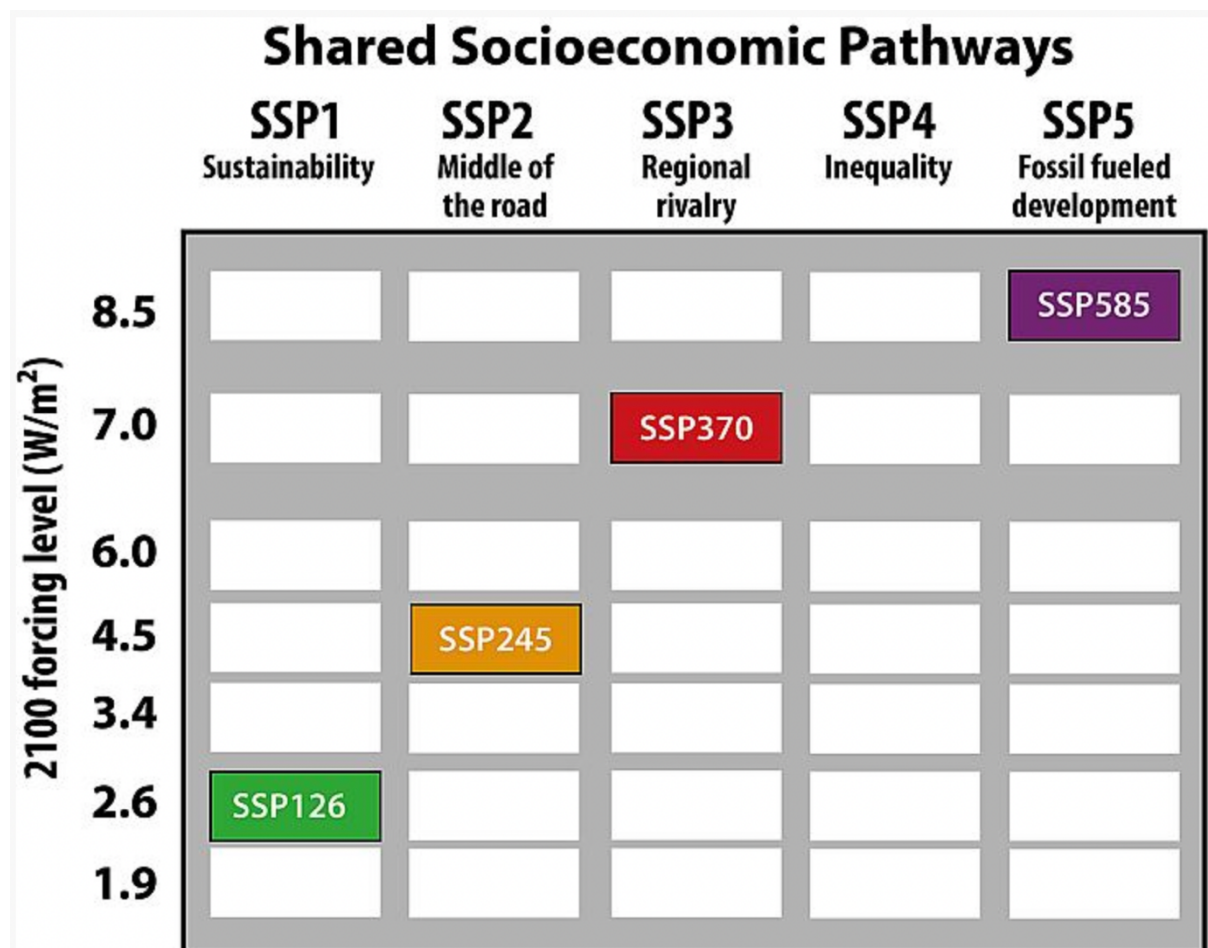 Shared Socioeconomic Pathways
SSP1 SSP2 SSP3 SSP4 SSP5
Sustainability Middle of Regional Inequality Fossil fueled
the road rivalry development
2100 forcing level (W/m²)
8.5 SSP585
7.0 SSP370
6.0
4.5 SSP245
3.4
2.6 SSP126
1.9